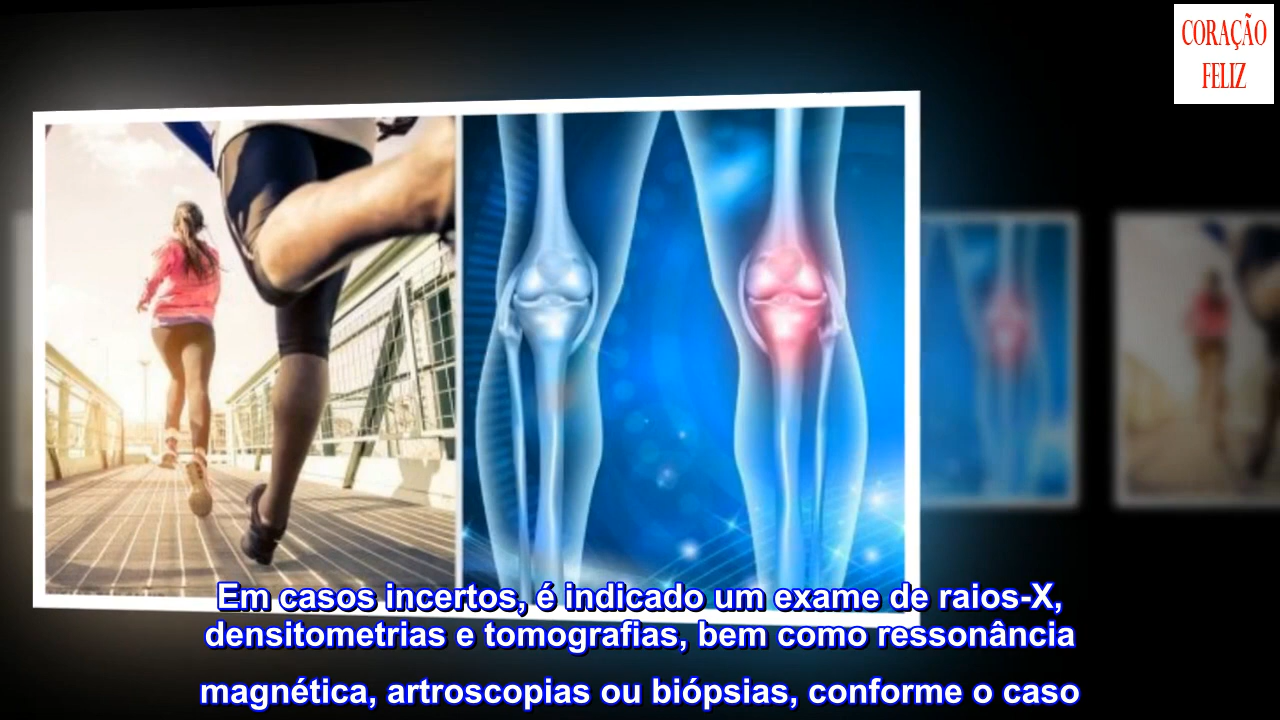 CORAÇÃO
FELIZ
Em casos incertos, é indicado um exame de raios-X,
densitometrias e tomografias, bem como ressonância
magnética, artroscopias ou biópsias, conforme o caso